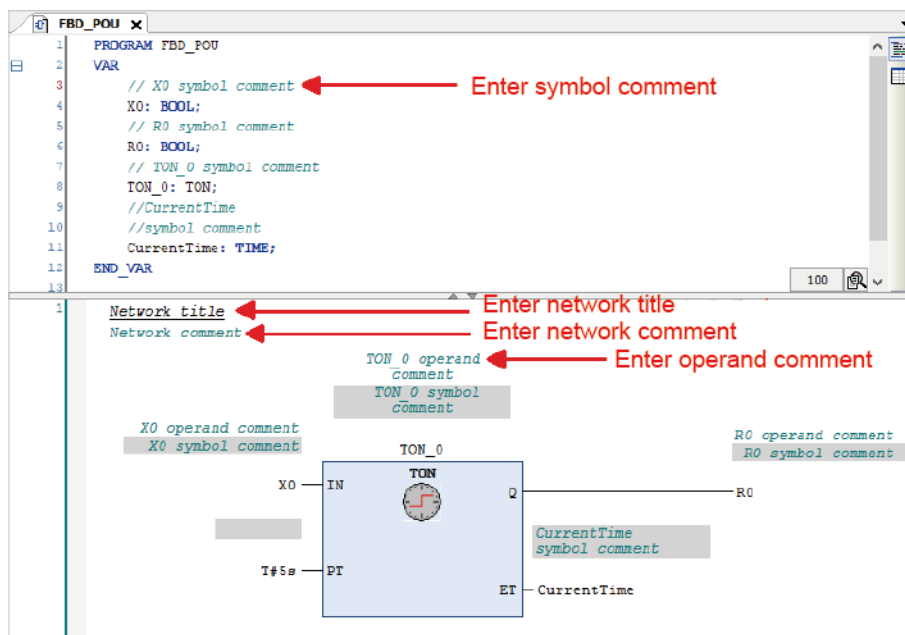 FBD_POU
1 PROGRAM FBD_POU
2 VAR
3 // X0 symbol comment
Enter symbol comment
4 X0: BOOL;
5 // R0 symbol comment
6 R0: BOOL;
7 // TON_0 symbol comment
8 TON_0: TON;
9 //CurrentTime
10 //symbol comment
11 CurrentTime: TIME;
12 END_VAR
13
100
1
Network title
Enter network title
Network comment
Enter network comment
TON_0 operand
comment
Enter operand comment
TON_0 symbol
comment
X0 operand comment
X0 symbol comment
R0 operand comment
R0 symbol comment
TON_0
TON
X0
IN
Q
R0
CurrentTime
symbol comment
T#5s
PT
ET
CurrentTime